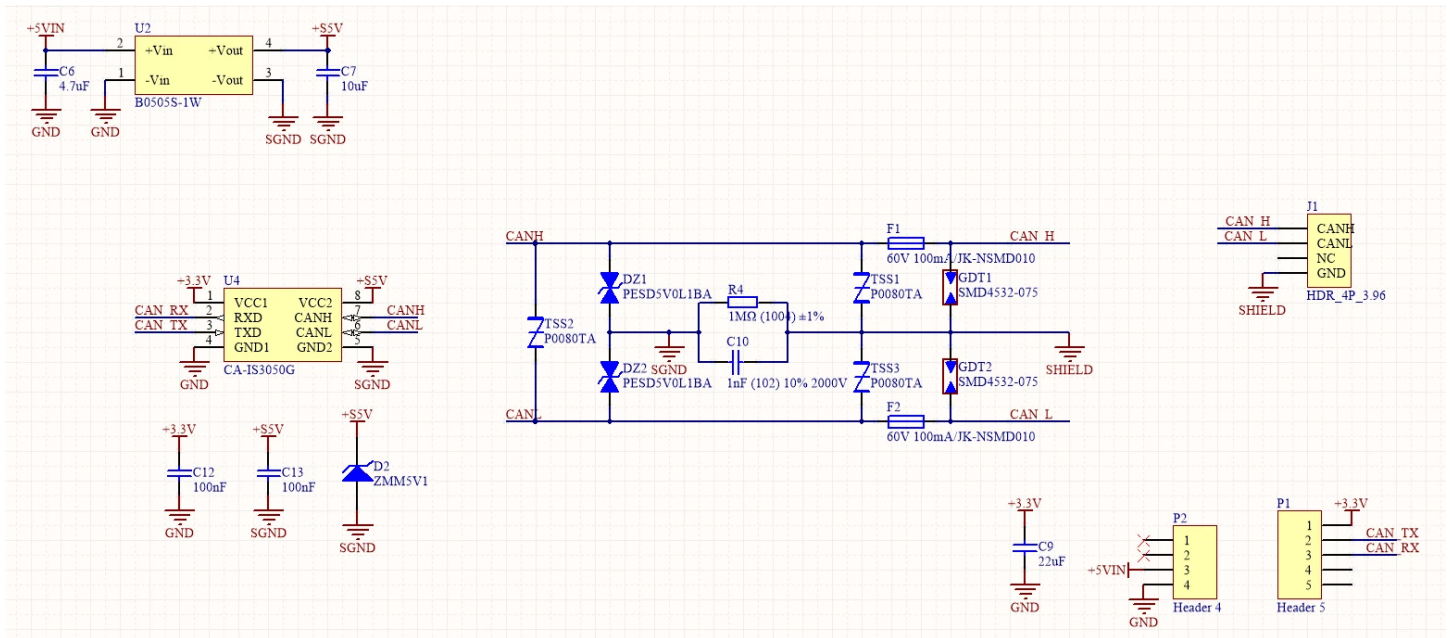 +5VIN
U2
+S5V
2
+Vin
+Vout
4
1
-Vin
-Vout
3
C6
4.7uF
C7
10uF
B0505S-1W
GND
GND
SGND
SGND
J1
CAN_H
CANH
CAN_L
CANL
NC
GND
SHIELD
HDR_4P_3.96
CANH
F1
CAN_H
60V 100mA/JK-NSMD010
DZ1
PESD5V0L1BA
TSS1
P0080TA
GDT1
SMD4532-075
R4
1MΩ (1004) ±1%
TSS2
P0080TA
C10
1nF (102) 10% 2000V
SGND
SHIELD
DZ2
PESD5V0L1BA
TSS3
P0080TA
GDT2
SMD4532-075
CANL
F2
CAN_L
60V 100mA/JK-NSMD010
+3.3V
U4
+S5V
1
VCC1
VCC2
8
CAN_RX
2
RXD
CANH
7
CANH
CAN_TX
3
TXD
CANL
6
CANL
4
GND1
GND2
5
GND
CA-IS3050G
SGND
+3.3V
C12
100nF
GND
+S5V
C13
100nF
SGND
+S5V
D2
ZMM5V1
SGND
+3.3V
C9
22uF
GND
P2
1
2
+5VIN
3
4
Header 4
GND
P1
+3.3V
1
2
CAN_TX
3
CAN_RX
4
5
Header 5